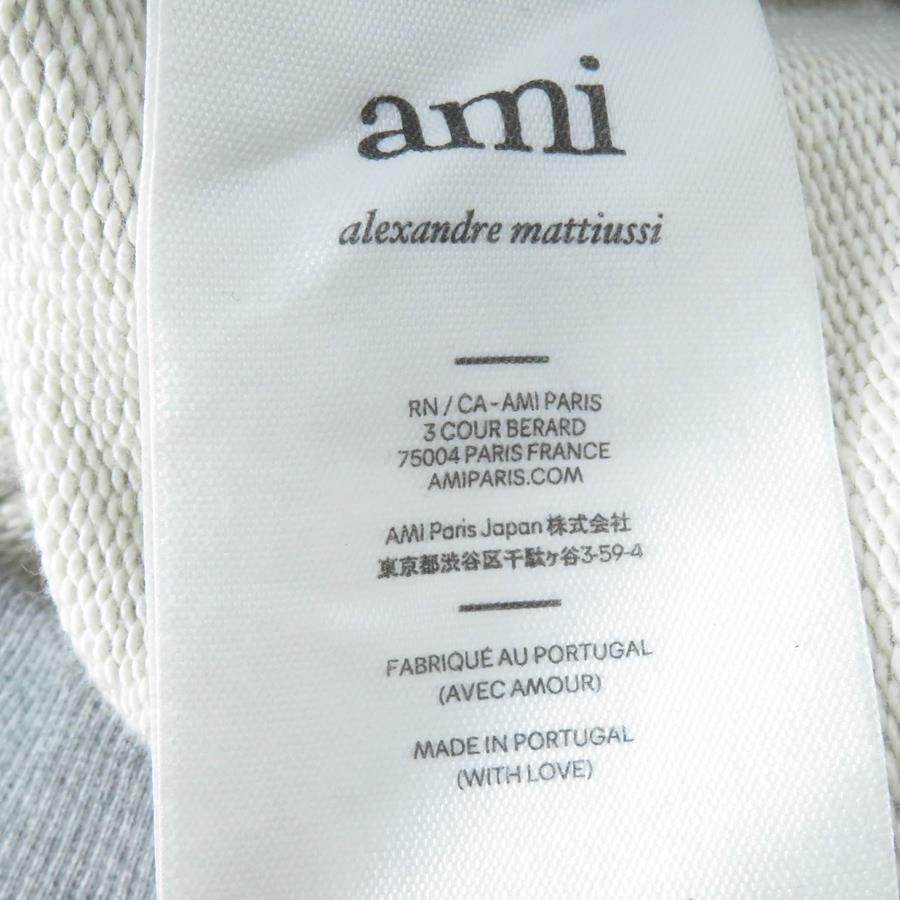 ami
alexandre mattiussi
RN / CA - AMI PARIS
3 COUR BERARD
75004 PARIS FRANCE
AMIPARIS.COM
AMI Paris Japan 株式会社
東京都渋谷区千駄ヶ谷3-59-4
FABRIQUÉ AU PORTUGAL
(AVEC AMOUR)
MADE IN PORTUGAL
(WITH LOVE)